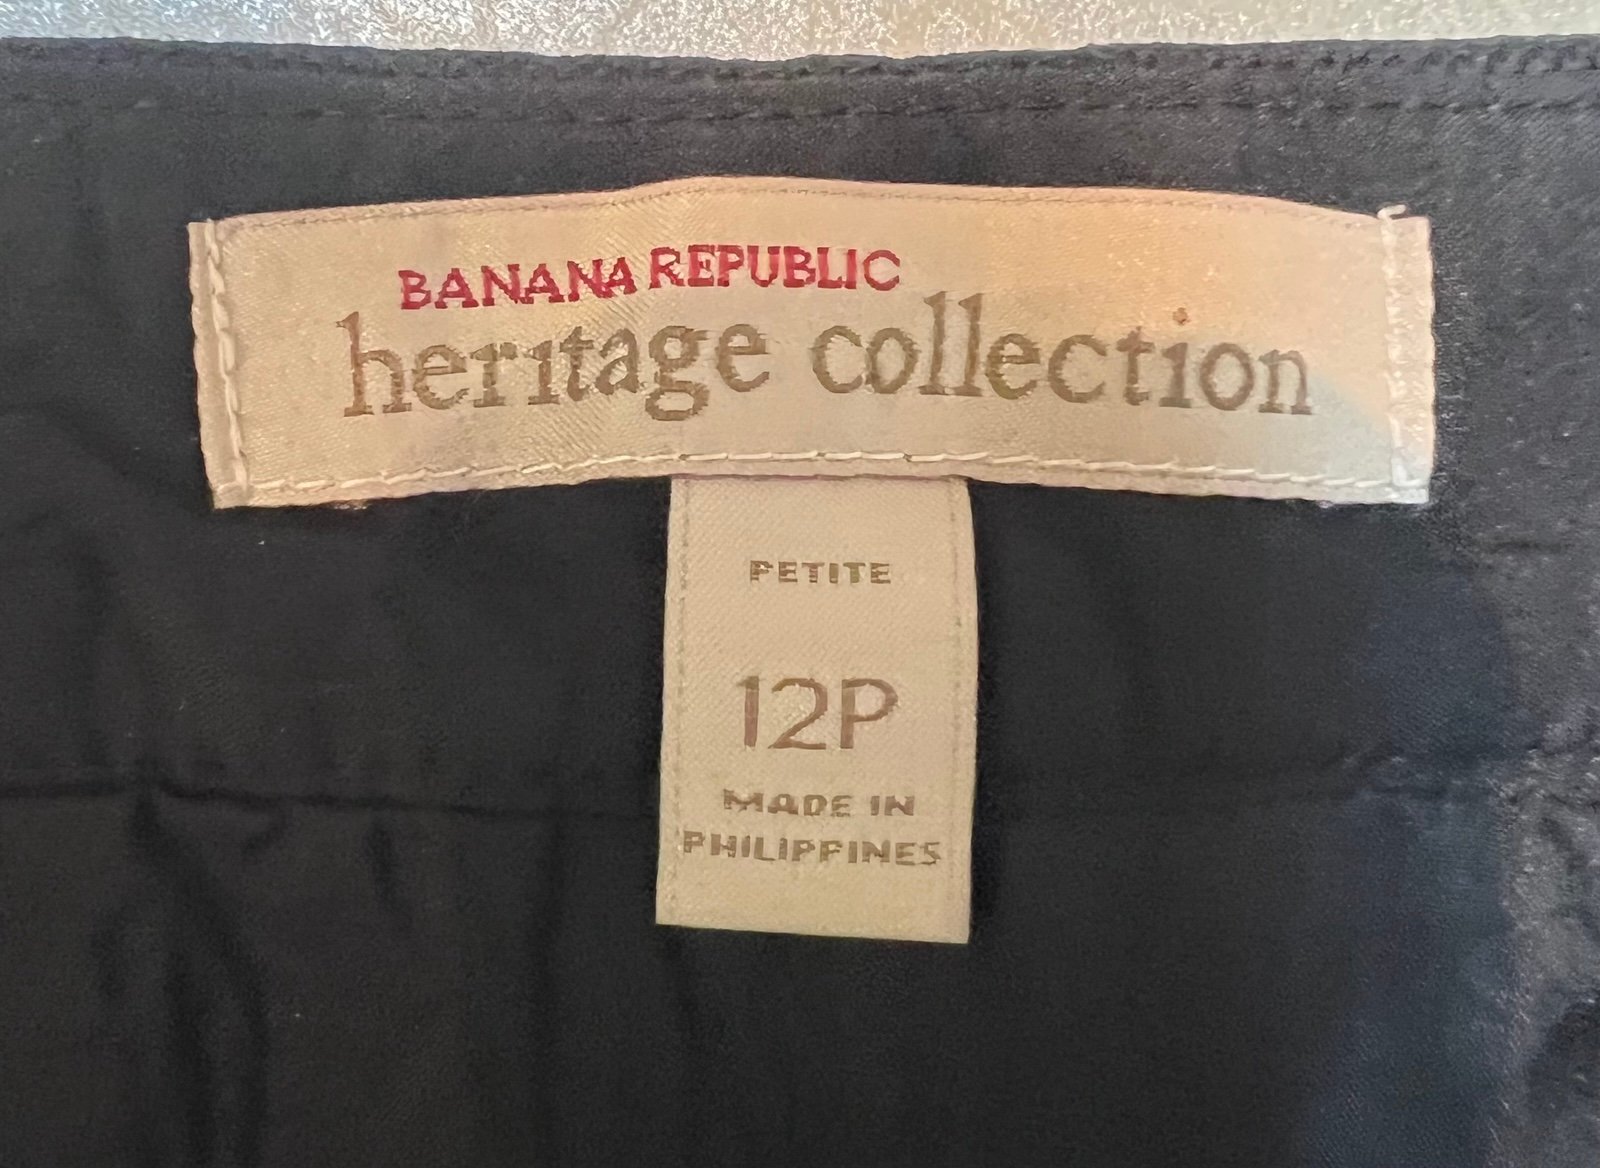 BANANA REPUBLIC
heritage collection
PETITE
12P
MADE IN
PHILIPPINES